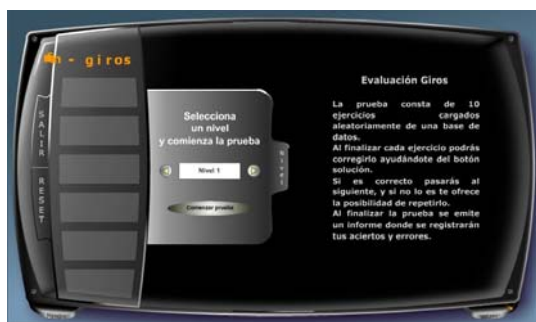 n - giros
SALIR
RESET
Selecciona
un nivel
y comienza la prueba
Nivel 1
Comenzar prueba
Evaluación Giros
La prueba consta de 10
ejercicios cargados
aleatoriamente de una base de
datos.
Al finalizar cada ejercicio podrás
corregirlo ayudándote del botón
solución.
Si es correcto pasarás al
siguiente, y si no lo es te ofrece
la posibilidad de repetirlo.
Al finalizar la prueba se emite
un informe donde se registrarán
tus aciertos y errores.